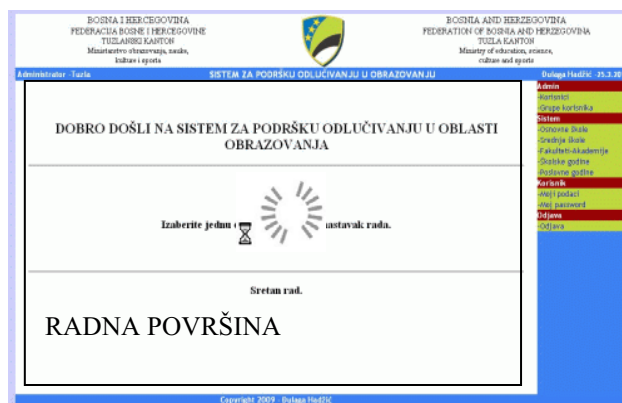 BOSNA I HERCEGOVINA
FEDERACIJA BOSNE I HERCEGOVINE
TUZLANSKI KANTON
Ministarstvo obrazovanja, nauke,
kulture i sporta
BOSNIA AND HERZEGOVINA
FEDERATION OF BOSNIA AND HERZEGOVINA
TUZLA KANTON
Ministry of education, science,
culture and sports
Administrator -Tuzla
SISTEM ZA PODRŠKU ODLUČIVANJU U OBRAZOVANJU
Dulaga Hadžić -25.3.20
DOBRO DOŠLI NA SISTEM ZA PODRŠKU ODLUČIVANJU U OBLASTI
OBRAZOVANJA
Izaberite jednu nastavak rada.
Sretan rad.
RADNA POVRŠINA
Admin
-Korisnici
-Grupe korisnika
Sistem
-Osnovne škole
-Srednje škole
-Fakulteti-Akademije
-Školske godine
-Poslovne godine
Korisnik
-Moji podaci
-Moj password
Odjava
-Odjava
Copyright 2009 - Dulaga Hadžić